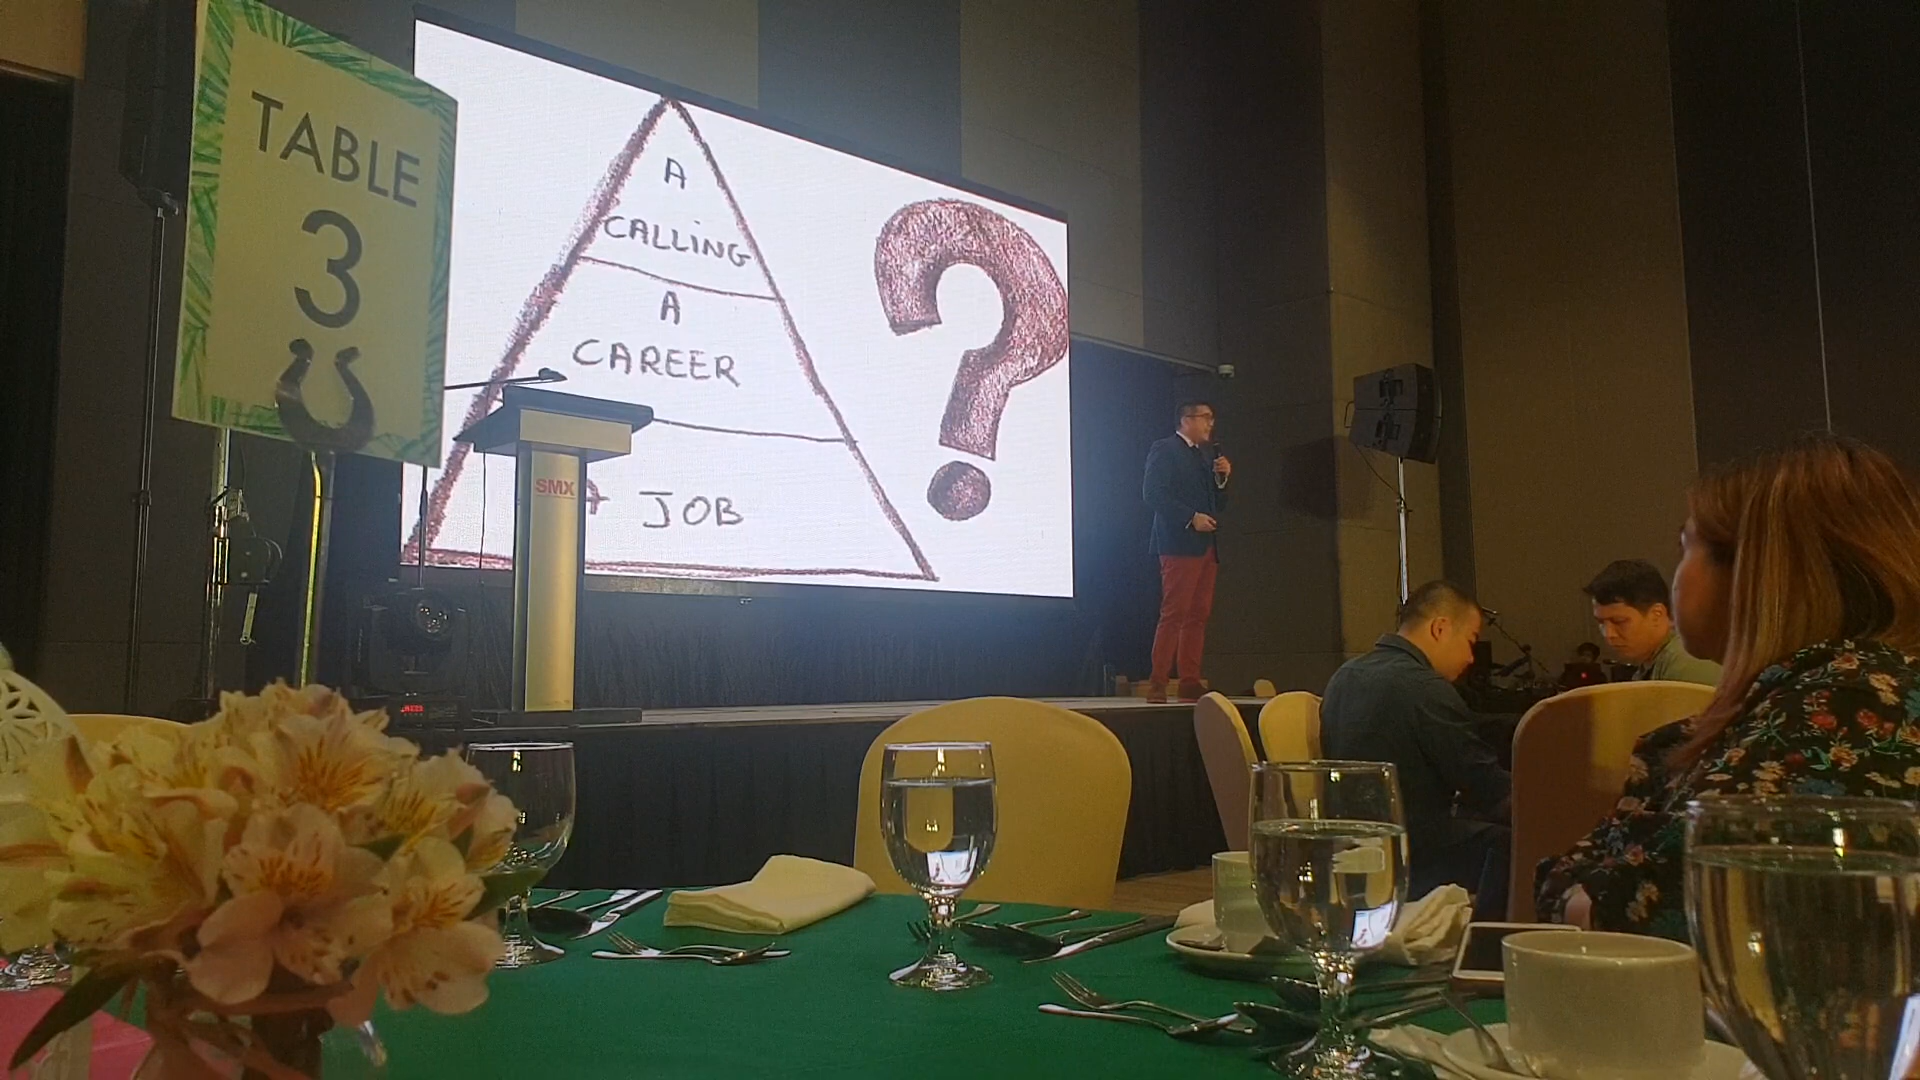 TABLE
3
A
CALLiNG
A
CAREER
A JOB
?
SMX